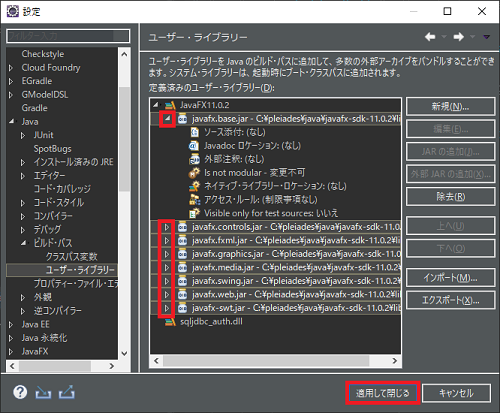 設定
フィルター入力
Checkstyle
Cloud Foundry
EGradle
GModelDSL
Gradle
Java
JUnit
SpotBugs
インストール済みの JRE
エディター
コード・カバレッジ
コード・スタイル
コンパイラー
デバッグ
ビルド・パス
クラスパス変数
ユーザー・ライブラリー
プロパティー・ファイル・エデ
外観
逆コンパイラー
Java EE
Java 永続化
JavaFX
ユーザー・ライブラリー
ユーザー・ライブラリーを Java のビルド・パスに追加して、多数の外部アーカイブをバンドルすることができ
ます。システム・ライブラリーは、起動時にブート・クラスパスに追加されます。
定義済みのユーザー・ライブラリー(D):
JavaFX11.0.2
javafx.base.jar - C:¥pleiades¥java¥javafx-sdk-11.0.2¥lib
ソース添付: (なし)
Javadoc ロケーション: (なし)
外部注釈: (なし)
Is not modular - 変更不可
ネイティブ・ライブラリー・ロケーション: (なし)
アクセス・ルール: (制限事項なし)
Visible only for test sources: いいえ
javafx.controls.jar - C:¥pleiades¥java¥javafx-sdk-11.0.
javafx.fxml.jar - C:¥pleiades¥java¥javafx-sdk-11.0.2¥li
javafx.graphics.jar - C:¥pleiades¥java¥javafx-sdk-11.0.
javafx.media.jar - C:¥pleiades¥java¥javafx-sdk-11.0.2¥
javafx.swing.jar - C:¥pleiades¥java¥javafx-sdk-11.0.2¥
javafx.web.jar - C:¥pleiades¥java¥javafx-sdk-11.0.2¥li
javafx-swt.jar - C:¥pleiades¥java¥javafx-sdk-11.0.2¥li
sqljdbc_auth.dll
新規(N)...
編集(E)...
JAR の追加(J)...
外部 JAR の追加(X)...
除去(R)
上へ(U)
下へ(O)
インポート(M)...
エクスポート(X)...
適用して閉じる
キャンセル